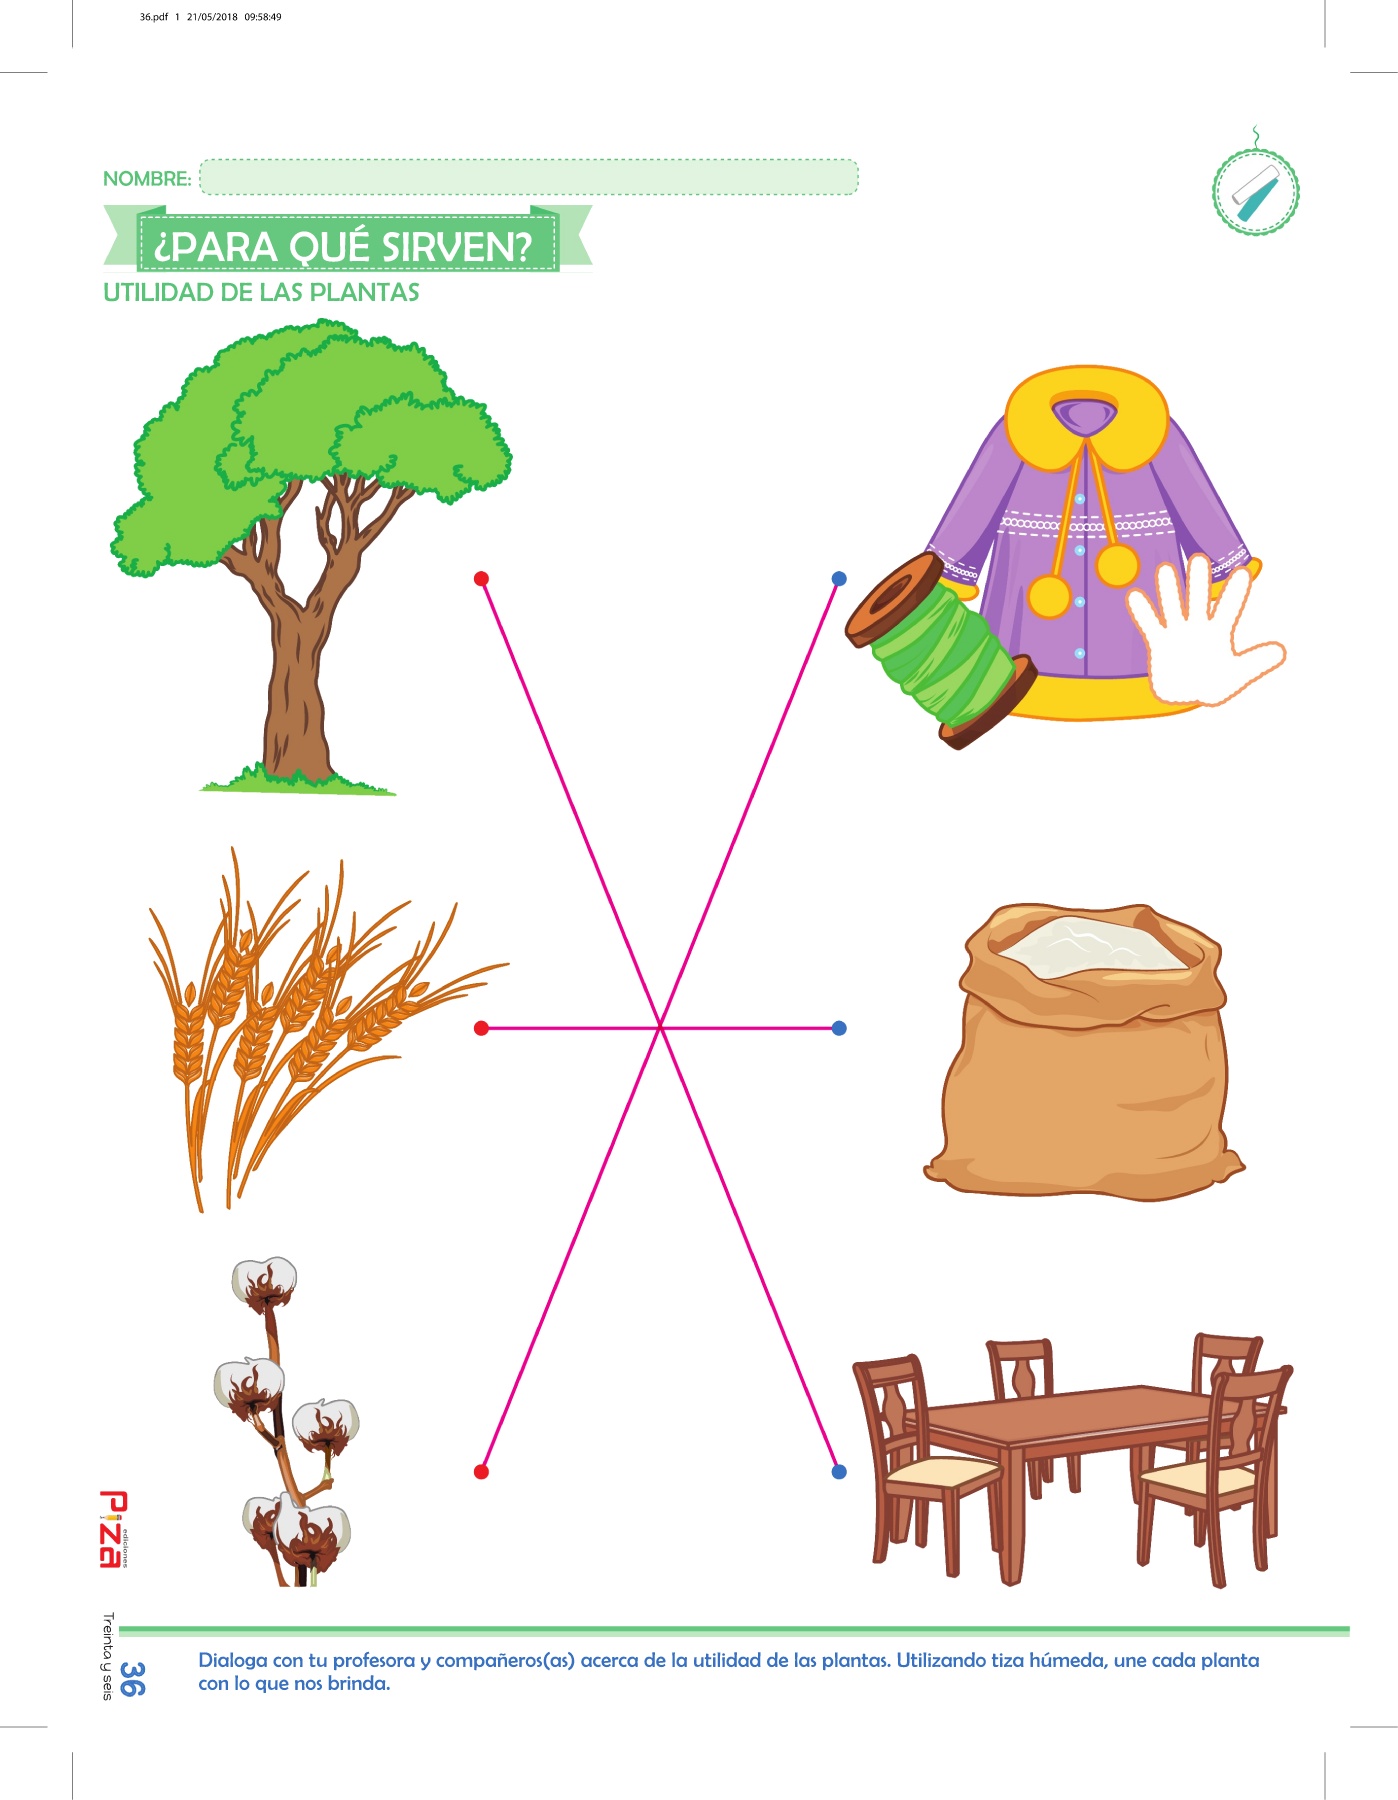 36.pdf 1 21/05/2018 09:58:49
NOMBRE:
¿PARA QUÉ SIRVEN?
UTILIDAD DE LAS PLANTAS
Piza
ediciones
Treinta y seis
36
Dialoga con tu profesora y compañeros(as) acerca de la utilidad de las plantas. Utilizando tiza húmeda, une cada planta
con lo que nos brinda.